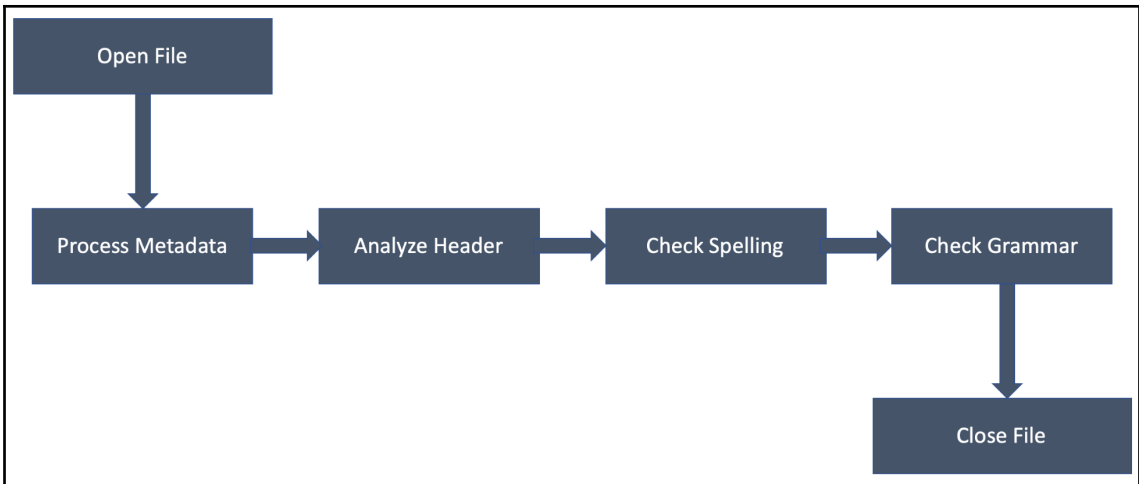 Open File
Process Metadata
Analyze Header
Check Spelling
Check Grammar
Close File